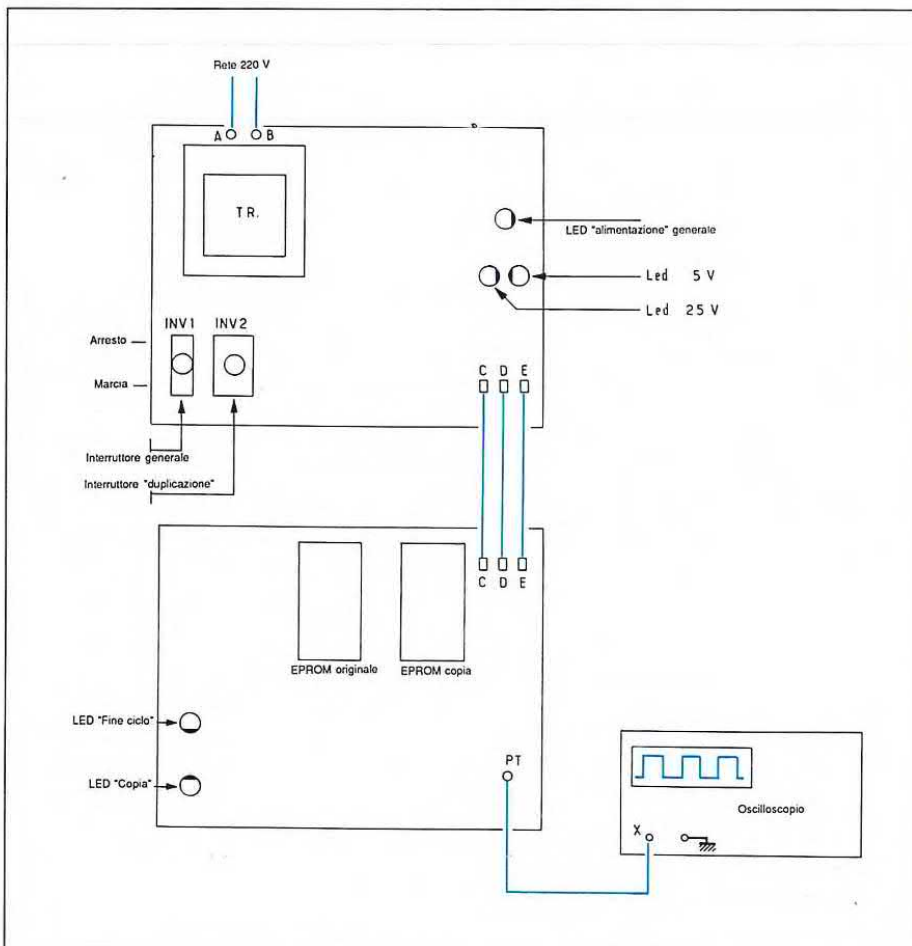 Rete 220 V
A B
T R.
LED "alimentazione" generale
Led 5 V
Led 25 V
INV1 INV2
Arresto
Marcia
C D E
Interruttore generale
Interruttore "duplicazione"
C D E
EPROM originale EPROM copia
LED "Fine ciclo"
LED "Copia"
PT
Oscilloscopio
X